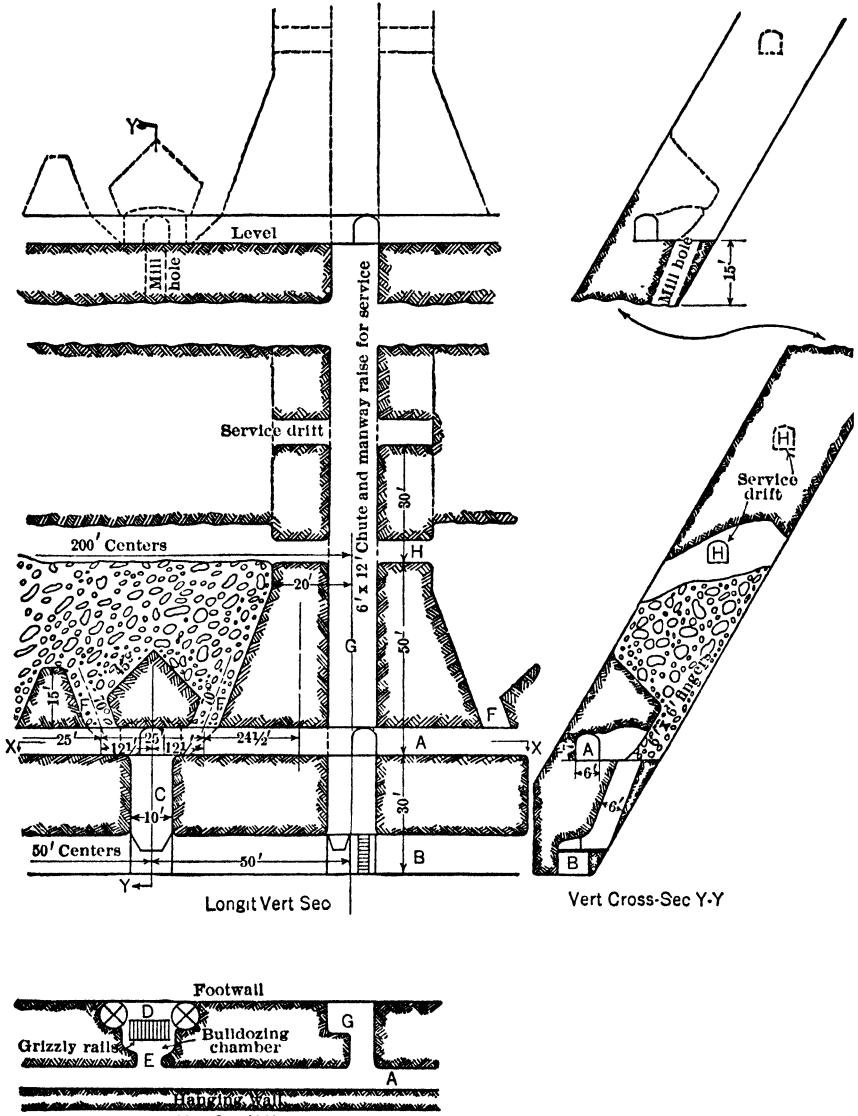 Y
Level
Mill hole
6' x 12' Chute and manway raise for service
Mill hole
15'
Service drift
30'
200' Centers
H
20'
G
50'
15'
F
F
F
X
25'
12½'
25'
12½'
24½'
A
X
C
10'
30'
50' Centers
50'
B
Y
Longit Vert Sec
H
Service
drift
H
fingers
A
6'
6'
B
Vert Cross-Sec Y-Y
Footwall
D
G
Grizzly rails
Bulldozing
chamber
E
A
Hanging wall